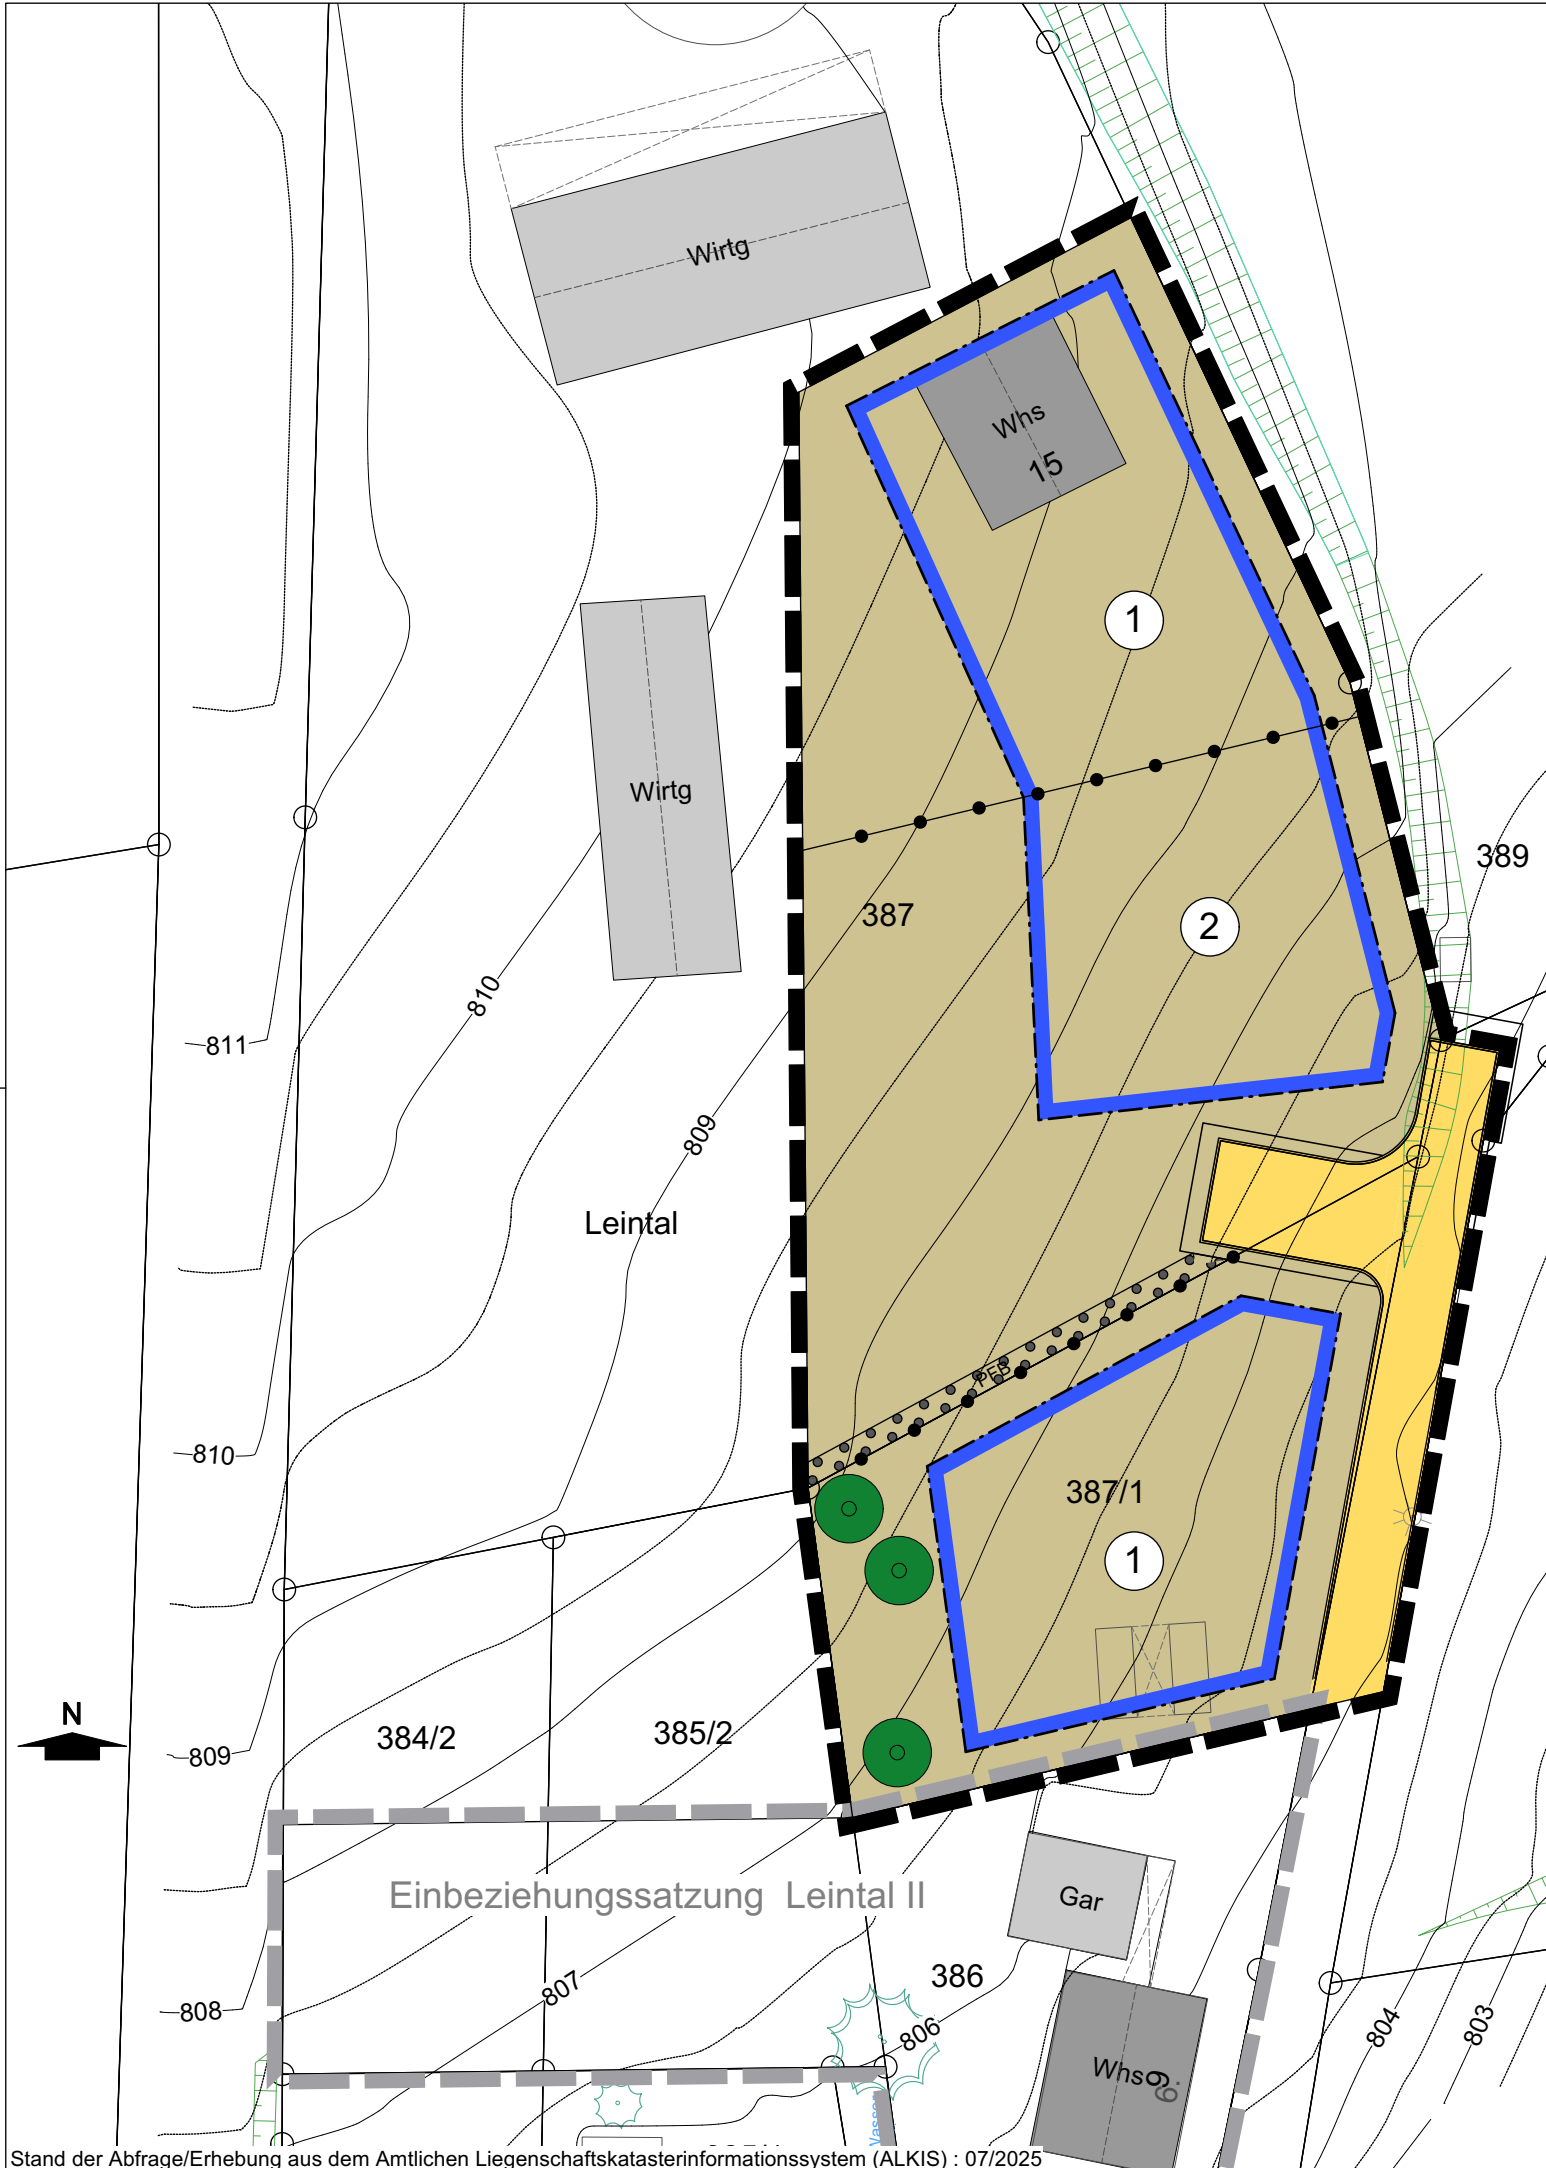 Wirtg
Whs
15
1
Wirtg
389
387
2
810
811
809
Leintal
PEB
810
387/1
1
N
384/2
385/2
809
Einbeziehungssatzung Leintal II
Gar
386
807
808
806
804
803
Whs
Stand der Abfrage/Erhebung aus dem Amtlichen Liegenschaftskatasterinformationssystem (ALKIS) : 07/2025